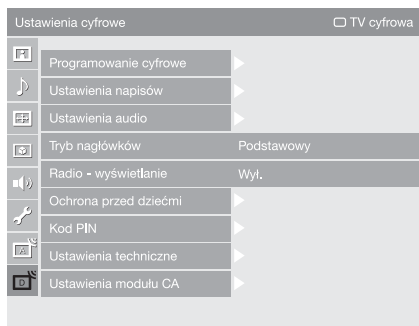 Ustawienia cyfrowe TV cyfrowa
Programowanie cyfrowe
Ustawienia napisów
Ustawienia audio
Tryb nagłówków Podstawowy
Radio - wyświetlanie Wył.
Ochrona przed dziećmi
Kod PIN
Ustawienia techniczne
A
Ustawienia modułu CA
D